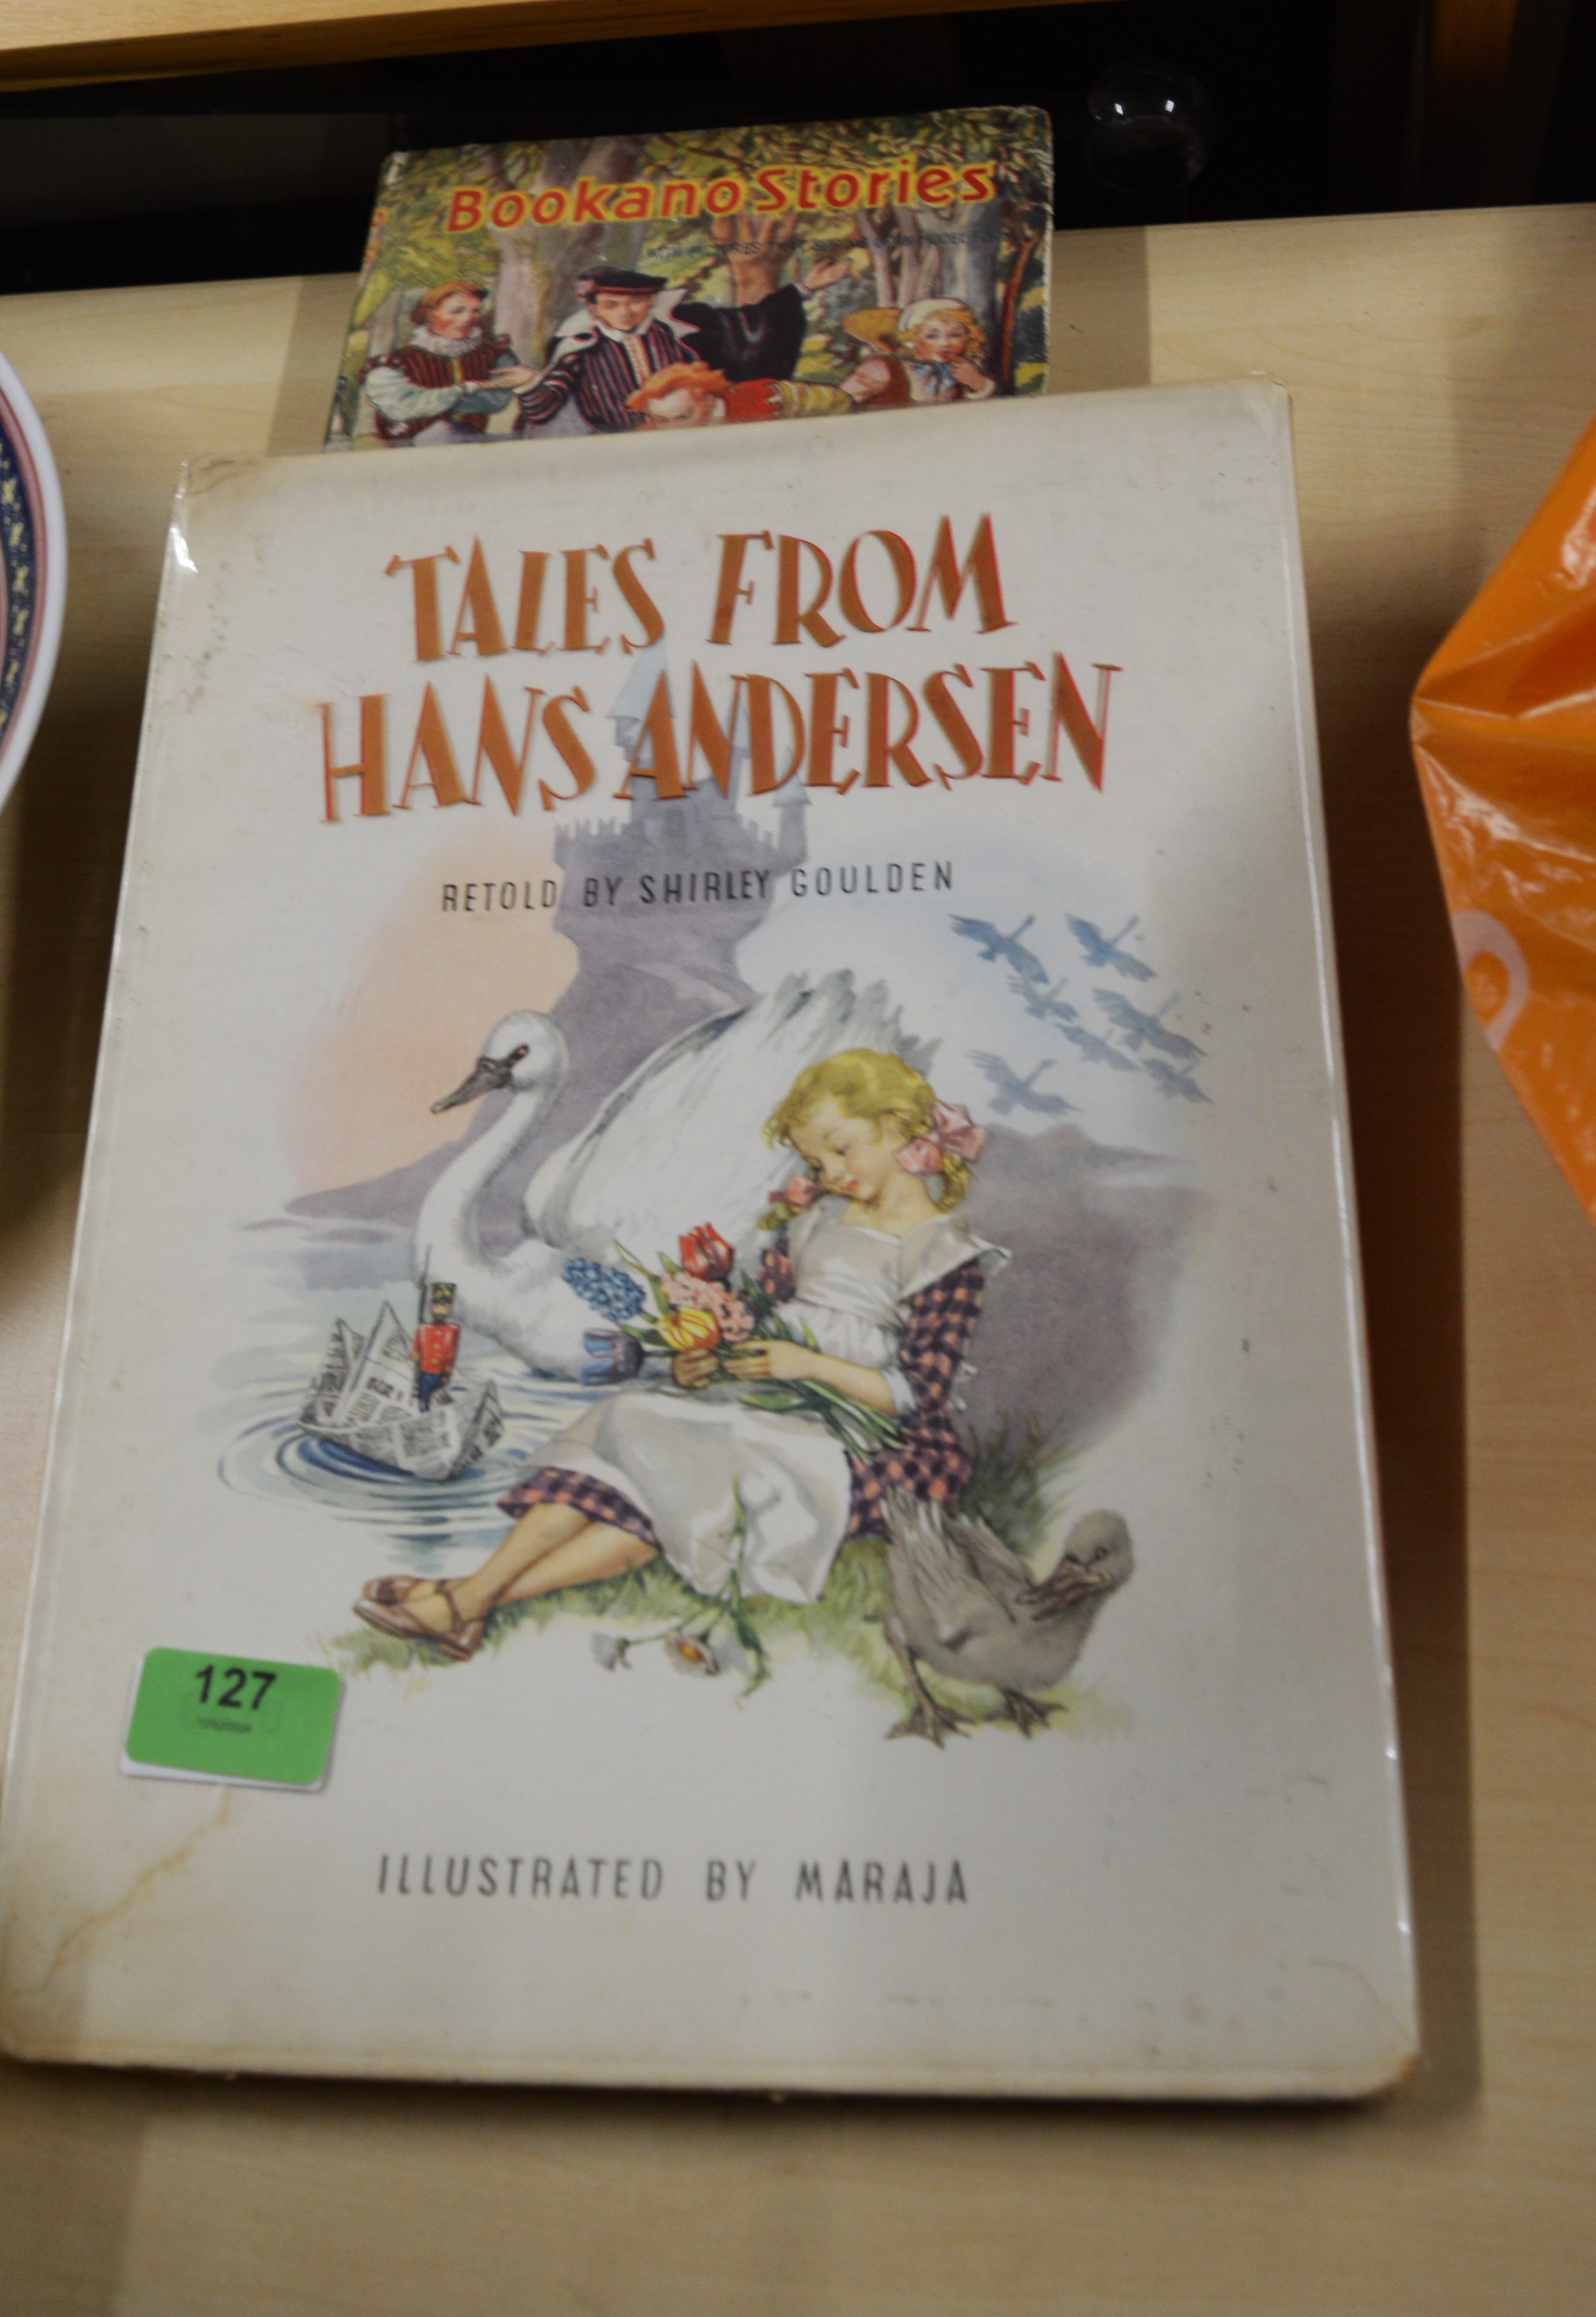 Bookano Stories
TALES FROM
HANS ANDERSEN
RETOLD BY SHIRLEY GOULDEN
127
ILLUSTRATED BY MARAJA